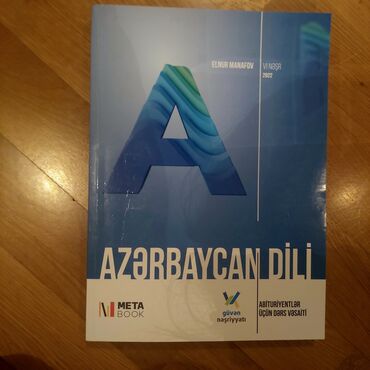 ELNUR MANAFOV
VI NƏŞR
2022
A
AZƏRBAYCAN DİLİ
META
BOOK
güvən
nəşriyyatı
ABİTURİYENTLƏR
ÜÇÜN DƏRS VƏSAİTİ